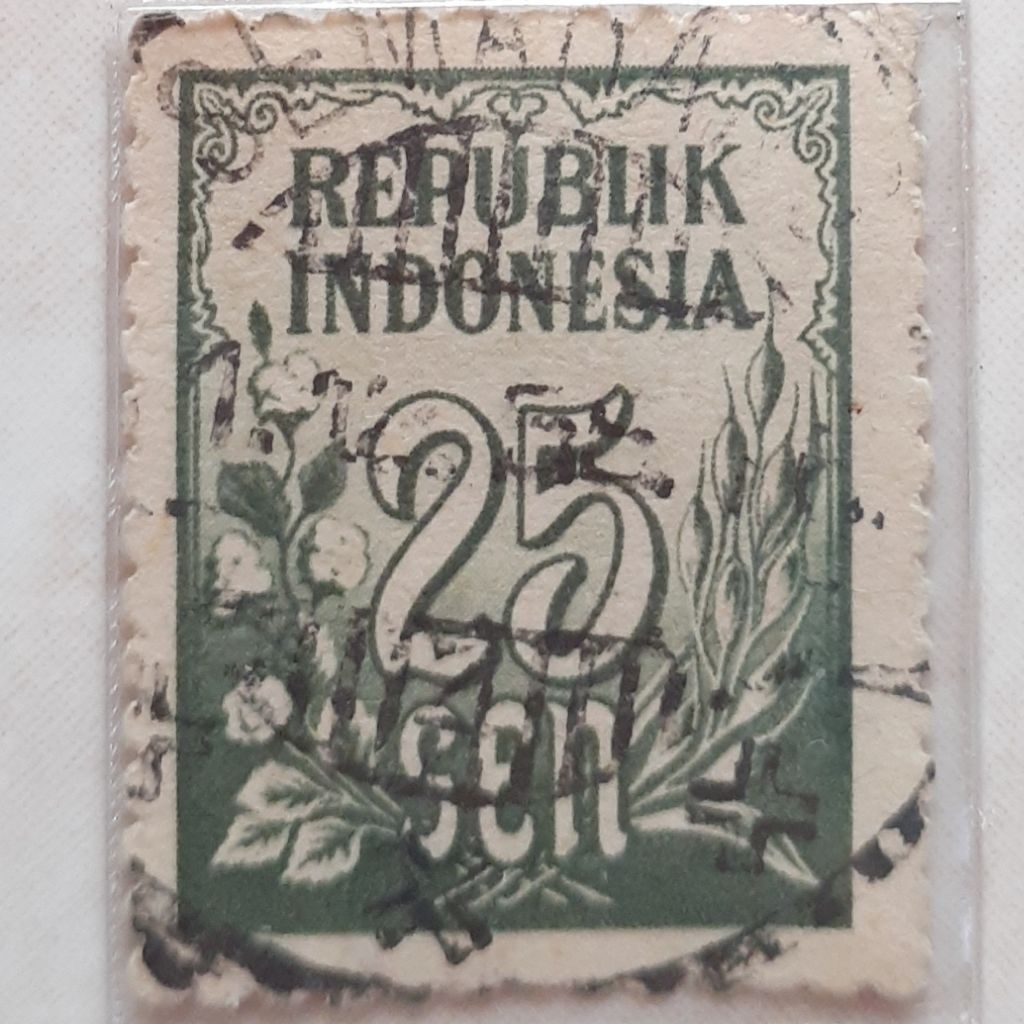 REPUBLIK
INDONESIA
25
sen